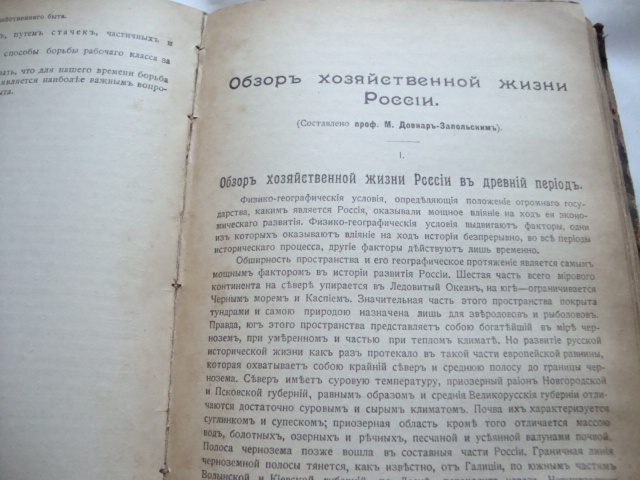 яйственнаго быта.
ъ, путемъ стачекъ, частичныхъ и
способы борьбы рабочаго класса за
ать, что для нашего времени борьба
является наиболѣе важнымъ вопро-
ыта.
Обзоръ хозяйственной жизни
Россіи.
(Составлено проф. М. Довнаръ-Запольскимъ).
I.
Обзоръ хозяйственной жизни Россіи въ древній періодъ.
Физико-географическія условія, опредѣляющія положеніе огромнаго госу-
дарства, какимъ является Россія, оказывали мощное вліяніе на ходъ ея эконо-
мическаго развитія. Физико-географическія условія выдвигаютъ факторы, одни
изъ которыхъ оказываютъ вліяніе на ходъ исторіи безпрерывно, во всѣ періоды
историческаго процесса, другіе факторы дѣйствуютъ лишь временно.
Обширность пространства и его географическое протяженіе является самымъ
мощнымъ факторомъ въ исторіи развитія Россіи. Шестая часть всего мірового
континента на сѣверѣ упирается въ Ледовитый Океанъ, на югѣ—ограничивается
Чернымъ моремъ и Каспіемъ. Значительная часть этого пространства покрыта
тундрами и самою природою назначена лишь для звѣролововъ и рыболововъ.
Правда, югъ этого пространства представляетъ собою богатѣйшій въ мірѣ чер-
ноземъ, при умѣренномъ и частью при тепломъ климатѣ. Но развитіе русской
исторической жизни какъ разъ протекало въ такой части европейской равнины,
которая охватываетъ собою крайній сѣверъ и среднюю полосу до границы чер-
нозема. Сѣверъ имѣетъ суровую температуру, приозерный раіонъ Новгородской
и Псковской губерній, равнымъ образомъ и среднія Великорусскія губерніи отли-
чаются достаточно суровымъ и сырымъ климатомъ. Почва ихъ характеризуется
суглинкомъ и супескомъ; приозерная область кромѣ того отличается массою
водъ, болотныхъ, озерныхъ и рѣчныхъ, песчаной и усѣянной валунами почвой.
Полоса чернозема позже вошла въ составныя части Россіи. Граничная линія
черноземной полосы тянется, какъ извѣстно, отъ Галиціи, по южнымъ частямъ
Волынской и Кіевской губерній